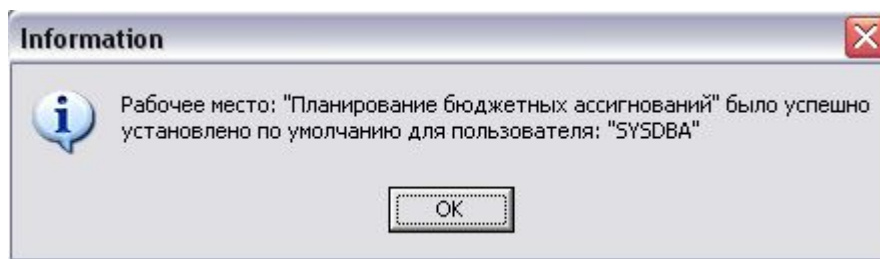 Information
Рабочее место: "Планирование бюджетных ассигнований" было успешно
установлено по умолчанию для пользователя: "SYSDBA"
OK